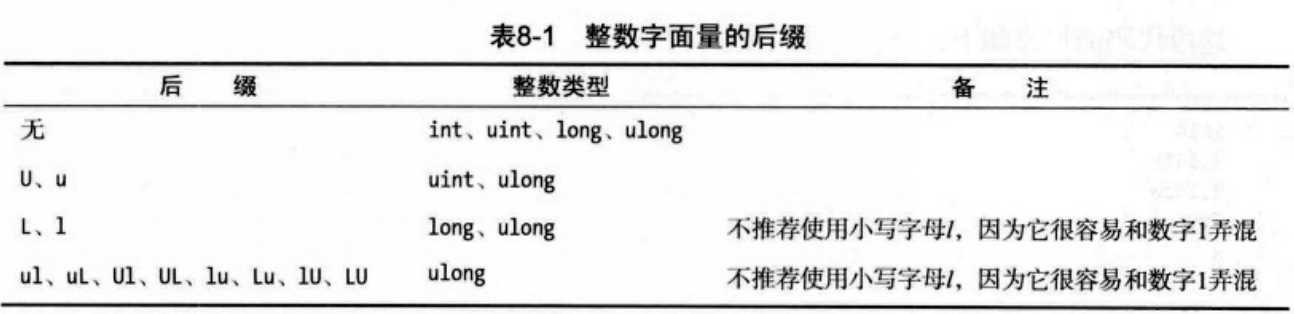 表8-1 整数字面量的后缀
后 缀 整数类型 备 注
无 int、uint、long、ulong
U、u uint、ulong
L、l long、ulong 不推荐使用小写字母l，因为它很容易和数字1弄混
ul、uL、Ul、UL、lu、Lu、lU、LU ulong 不推荐使用小写字母l，因为它很容易和数字1弄混